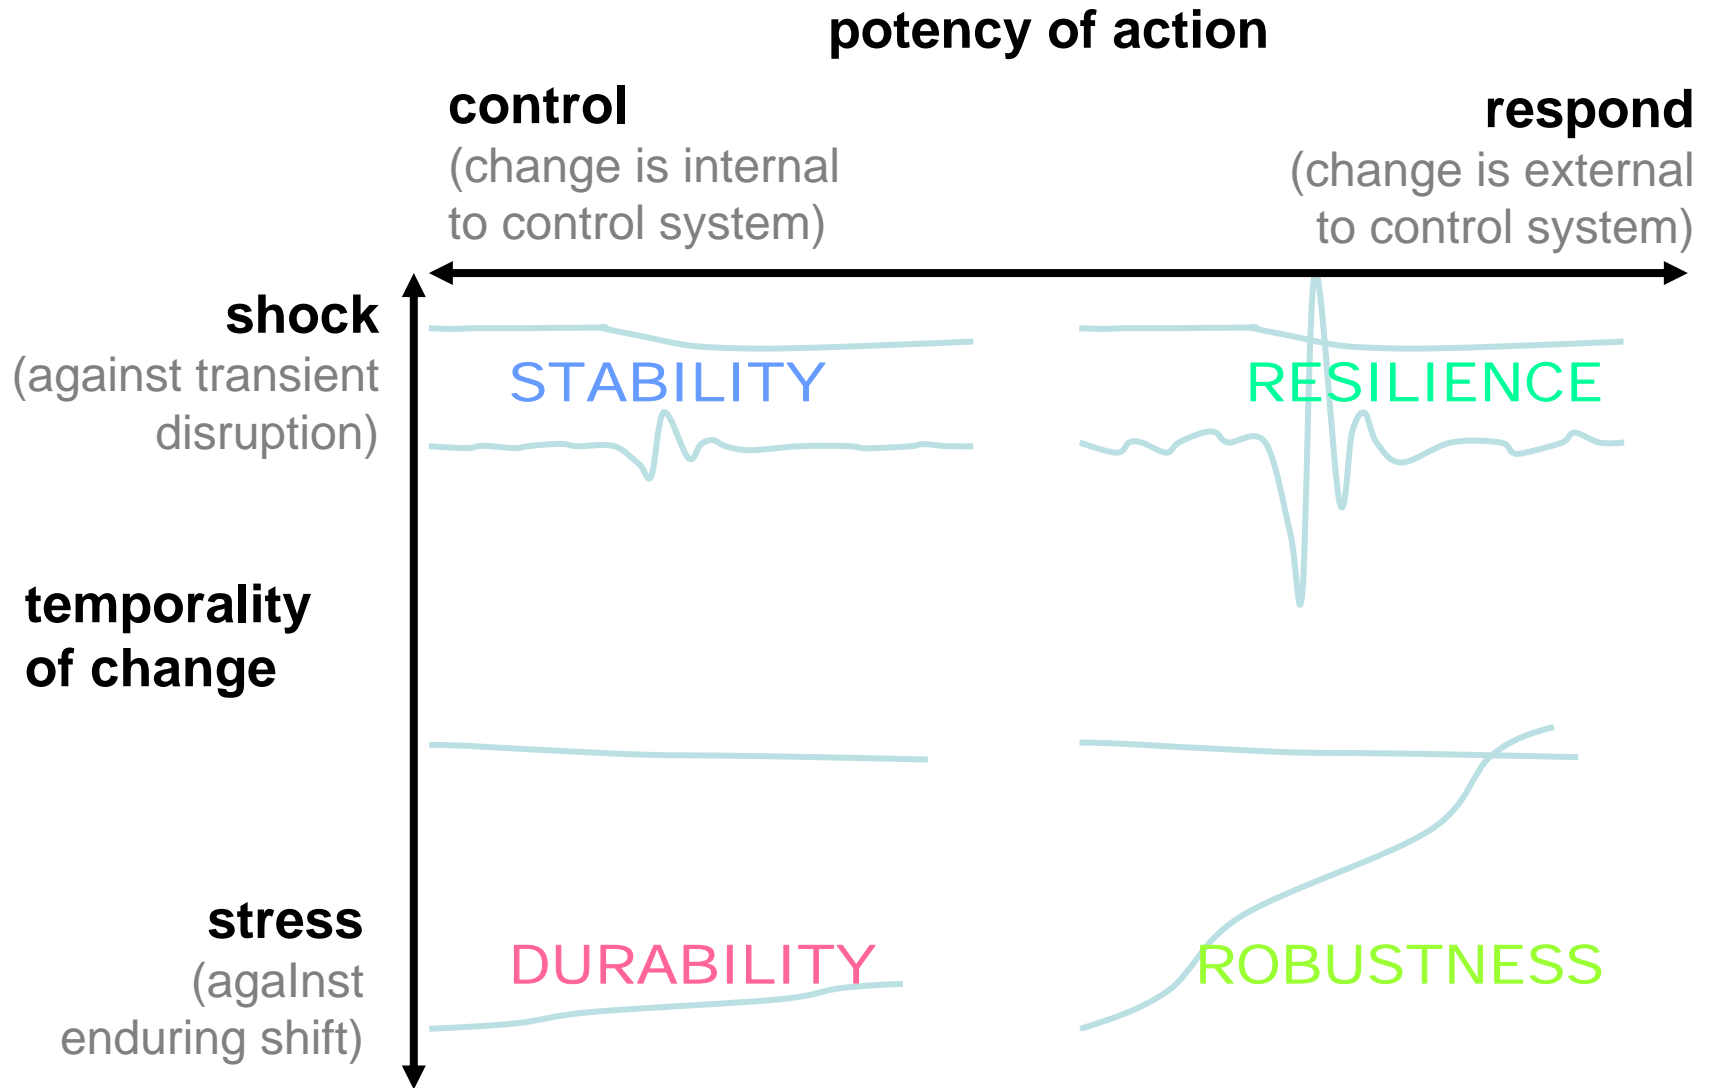 potency of action
control
(change is internal
to control system)
respond
(change is external
to control system)
shock
(against transient
disruption)
STABILITY
RESILIENCE
temporality
of change
stress
(agaInst
enduring shift)
DURABILITY
ROBUSTNESS